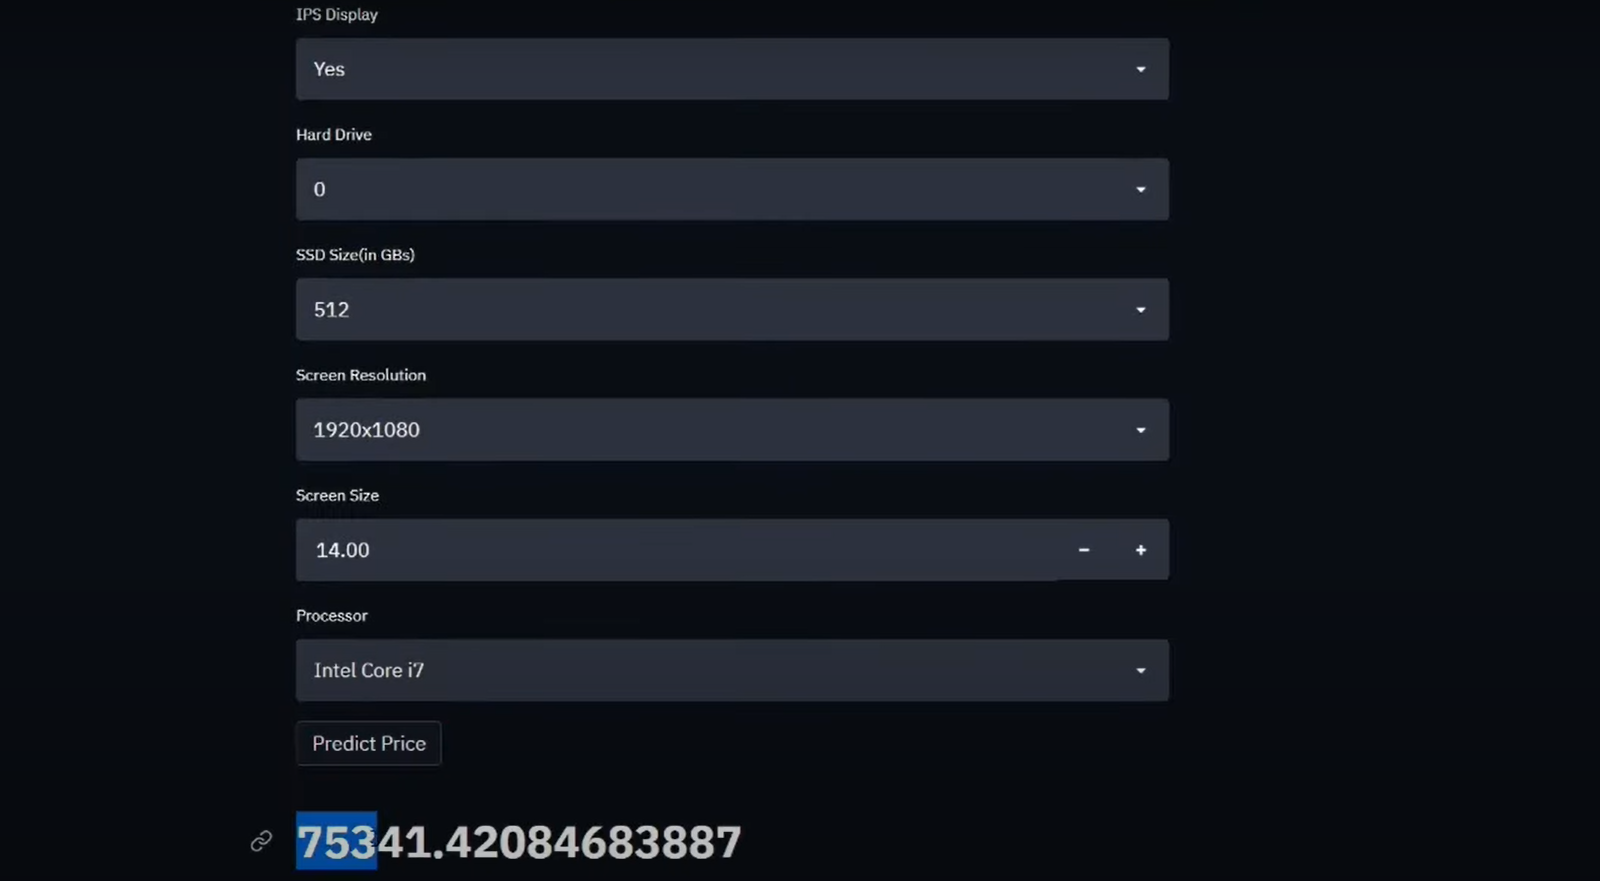 IPS Display
Yes
Hard Drive
0
SSD Size(in GBs)
512
Screen Resolution
1920x1080
Screen Size
14.00
Processor
Intel Core i7
Predict Price
75341.42084683887